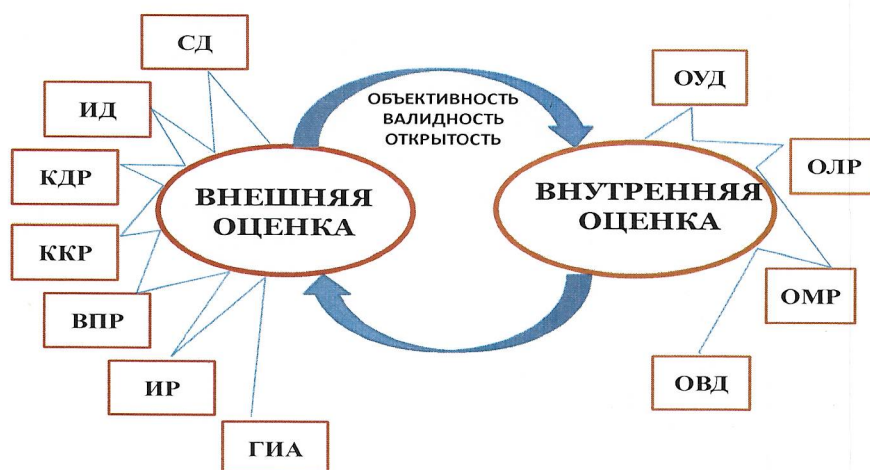 СД
ИД
КДР
ККР
ВПР
ИР
ГИА
ВНЕШНЯЯ
ОЦЕНКА
ОБЪЕКТИВНОСТЬ
ВАЛИДНОСТЬ
ОТКРЫТОСТЬ
ВНУТРЕННЯЯ
ОЦЕНКА
ОУД
ОЛР
ОМР
ОВД